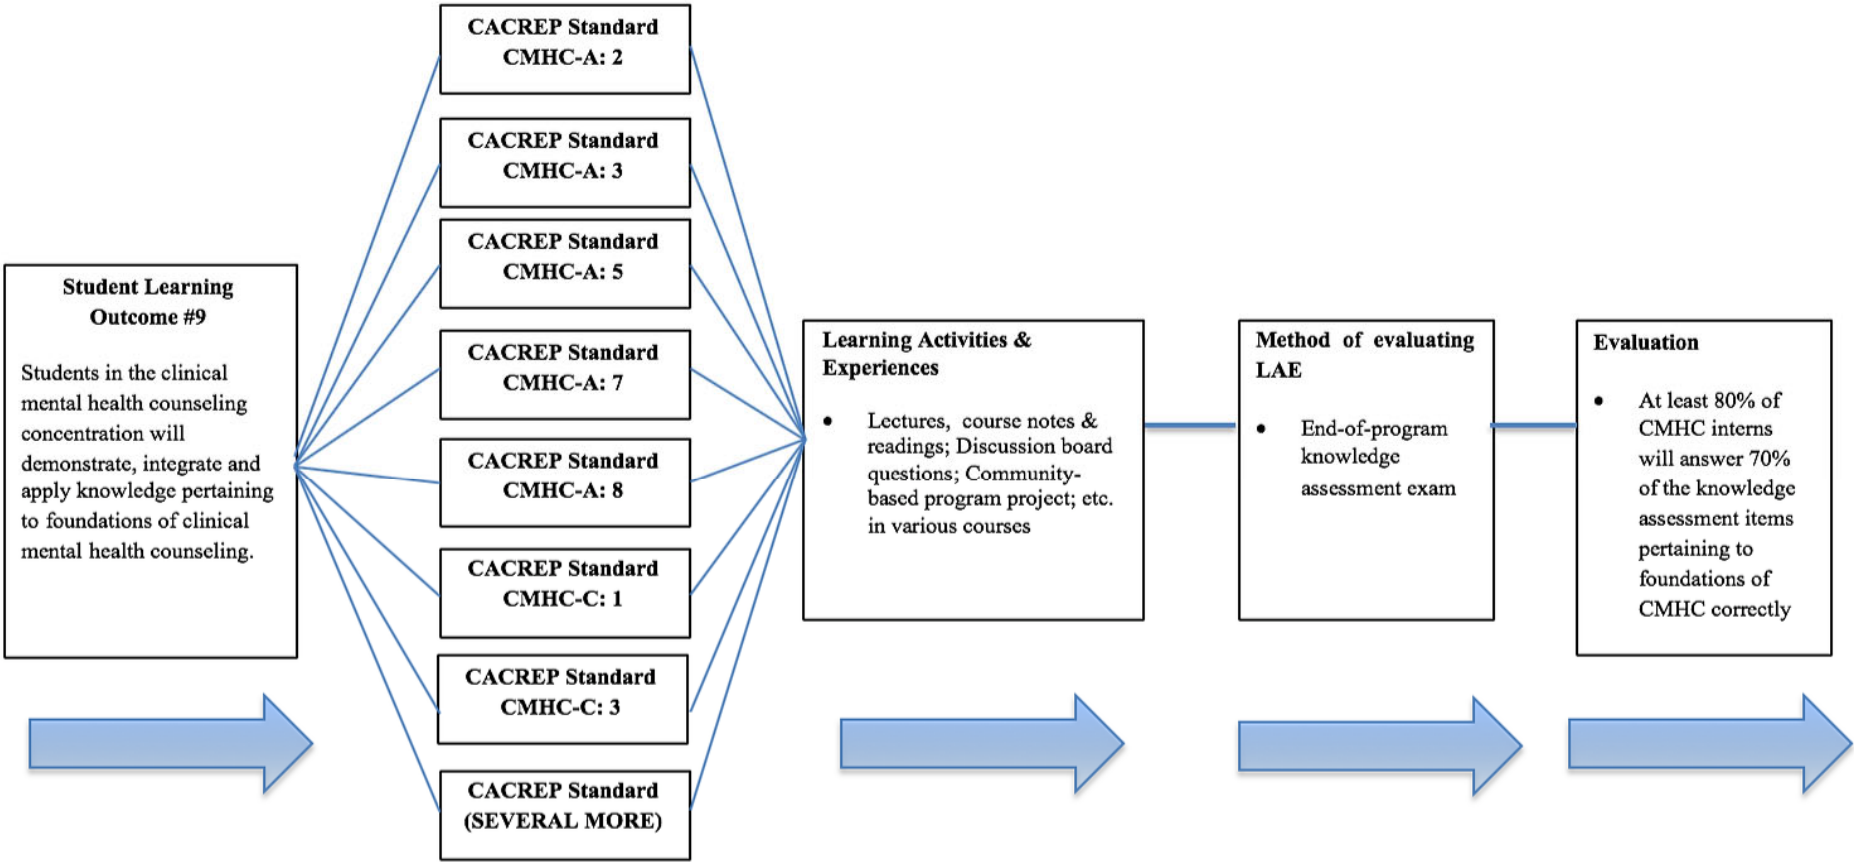 Student Learning
Outcome #9
Students in the clinical
mental health counseling
concentration will
demonstrate, integrate and
apply knowledge pertaining
to foundations of clinical
mental health counseling.
CACREP Standard
CMHC-A: 2
CACREP Standard
CMHC-A: 3
CACREP Standard
CMHC-A: 5
CACREP Standard
CMHC-A: 7
CACREP Standard
CMHC-A: 8
CACREP Standard
CMHC-C: 1
CACREP Standard
CMHC-C: 3
CACREP Standard
(SEVERAL MORE)
Learning Activities &
Experiences
• Lectures, course notes &
readings; Discussion board
questions; Community-
based program project; etc.
in various courses
Method of evaluating
LAE
• End-of-program
knowledge
assessment exam
Evaluation
• At least 80% of
CMHC interns
will answer 70%
of the knowledge
assessment items
pertaining to
foundations of
CMHC correctly